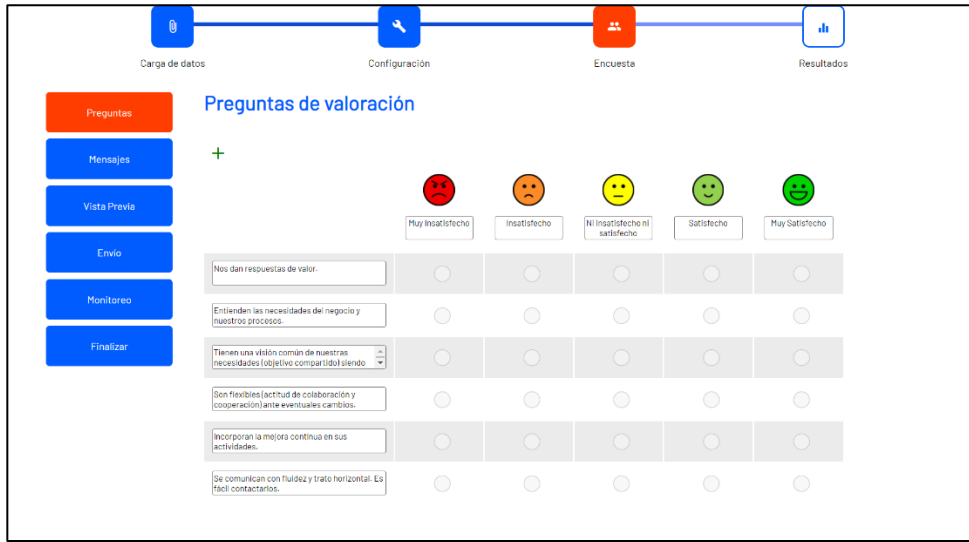 Carga de datos
Configuración
Encuesta
Resultados
Preguntas
Mensajes
Vista Previa
Envío
Monitoreo
Finalizar
Preguntas de valoración
+
Muy Insatisfecho
Insatisfecho
Ni Insatisfecho ni
satisfecho
Satisfecho
Muy Satisfecho
Nos dan respuestas de valor.
Entienden las necesidades del negocio y
nuestros procesos.
Tienen una visión común de nuestras
necesidades (objetivo compartido) siendo
Son flexibles (actitud de colaboración y
cooperación) ante eventuales cambios.
Incorporan la mejora continua en sus
actividades.
Se comunican con fluidez y trato horizontal. Es
fácil contactarlos.